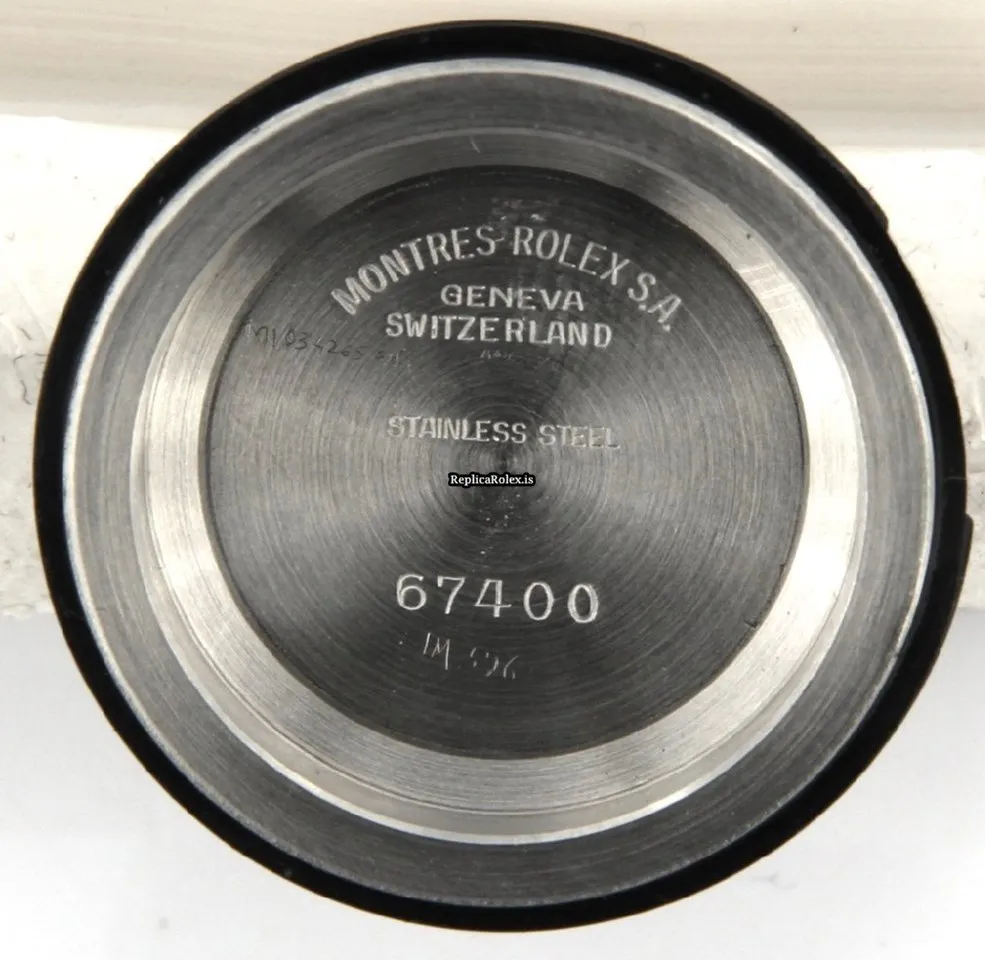 MONTRES ROLEX S.A.
GENEVA
SWITZERLAND
STAINLESS STEEL
ReplicaRolex.is
67400